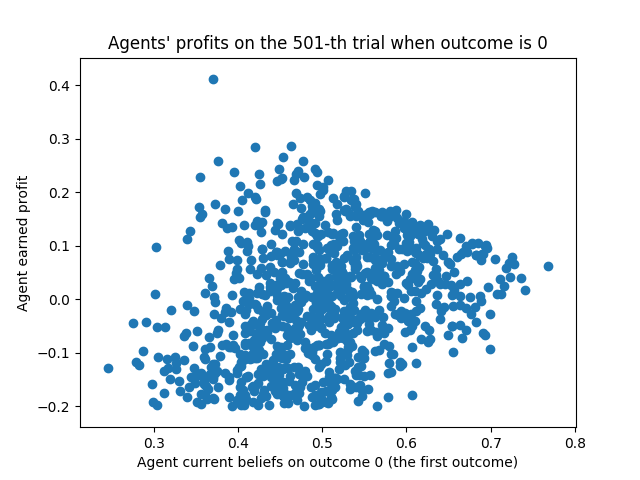 Agents' profits on the 501-th trial when outcome is 0
Agent earned profit
0.4
0.3
0.2
0.1
0.0
−0.1
−0.2
0.3 0.4 0.5 0.6 0.7 0.8
Agent current beliefs on outcome 0 (the first outcome)